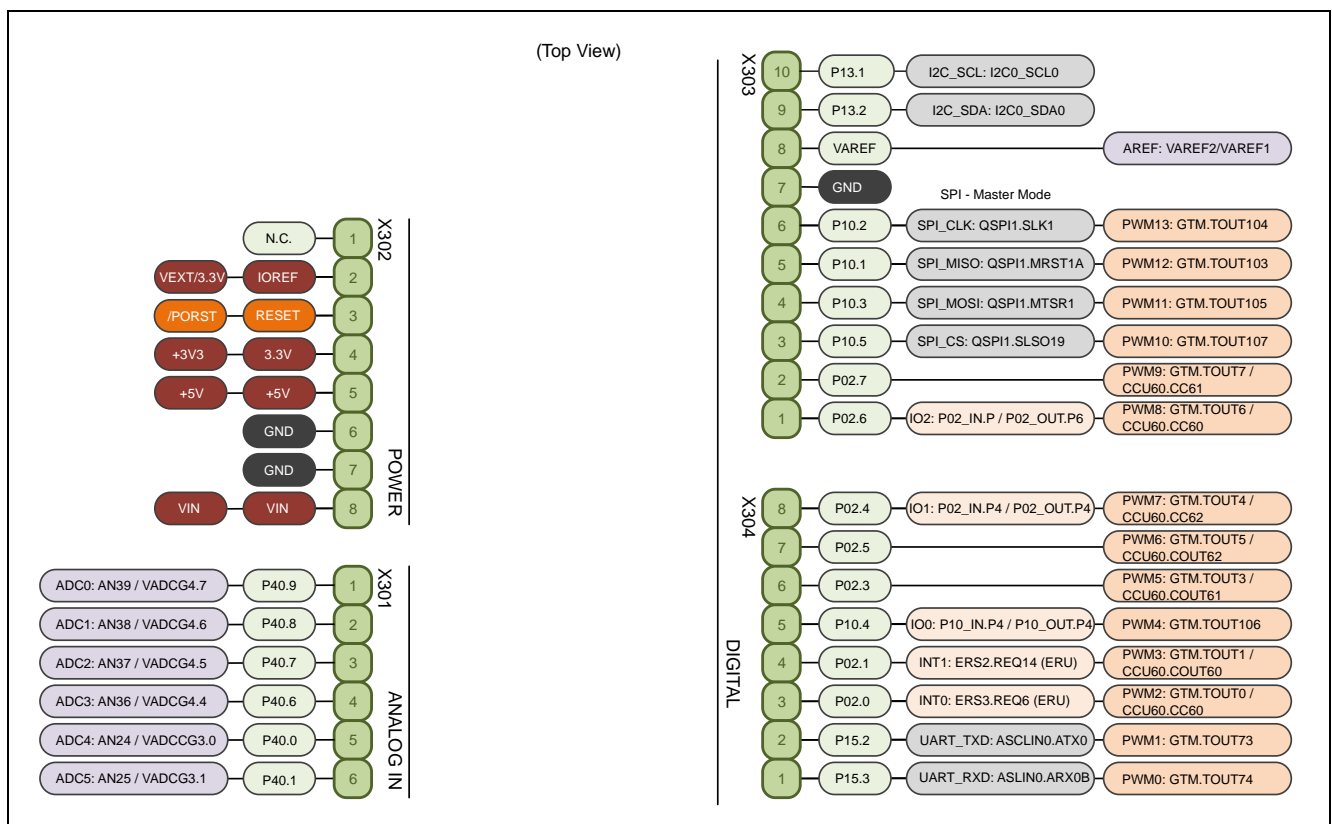 (Top View)
X303
10 P13.1 I2C_SCL: I2C0_SCL0
9 P13.2 I2C_SDA: I2C0_SDA0
8 VAREF AREF: VAREF2/VAREF1
7 GND SPI - Master Mode
6 P10.2 SPI_CLK: QSPI1.SLK1 PWM13: GTM.TOUT104
5 P10.1 SPI_MISO: QSPI1.MRST1A PWM12: GTM.TOUT103
4 P10.3 SPI_MOSI: QSPI1.MTSR1 PWM11: GTM.TOUT105
3 P10.5 SPI_CS: QSPI1.SLSO19 PWM10: GTM.TOUT107
2 P02.7 PWM9: GTM.TOUT7 /
CCU60.CC61
1 P02.6 IO2: P02_IN.P / P02_OUT.P6 PWM8: GTM.TOUT6 /
CCU60.CC60
X302
N.C. 1
VEXT/3.3V IOREF 2
/PORST RESET 3
+3V3 3.3V 4
+5V +5V 5
GND 6
GND 7
VIN VIN 8
POWER
X304
8 P02.4 IO1: P02_IN.P4 / P02_OUT.P4 PWM7: GTM.TOUT4 /
CCU60.CC62
7 P02.5 PWM6: GTM.TOUT5 /
CCU60.COUT62
6 P02.3 PWM5: GTM.TOUT3 /
CCU60.COUT61
5 P10.4 IO0: P10_IN.P4 / P10_OUT.P4 PWM4: GTM.TOUT106
4 P02.1 INT1: ERS2.REQ14 (ERU) PWM3: GTM.TOUT1 /
CCU60.COUT60
3 P02.0 INT0: ERS3.REQ6 (ERU) PWM2: GTM.TOUT0 /
CCU60.CC60
2 P15.2 UART_TXD: ASCLIN0.ATX0 PWM1: GTM.TOUT73
1 P15.3 UART_RXD: ASLIN0.ARX0B PWM0: GTM.TOUT74
DIGITAL
X301
ADC0: AN39 / VADCG4.7 P40.9 1
ADC1: AN38 / VADCG4.6 P40.8 2
ADC2: AN37 / VADCG4.5 P40.7 3
ADC3: AN36 / VADCG4.4 P40.6 4
ADC4: AN24 / VADCCG3.0 P40.0 5
ADC5: AN25 / VADCG3.1 P40.1 6
ANALOG IN